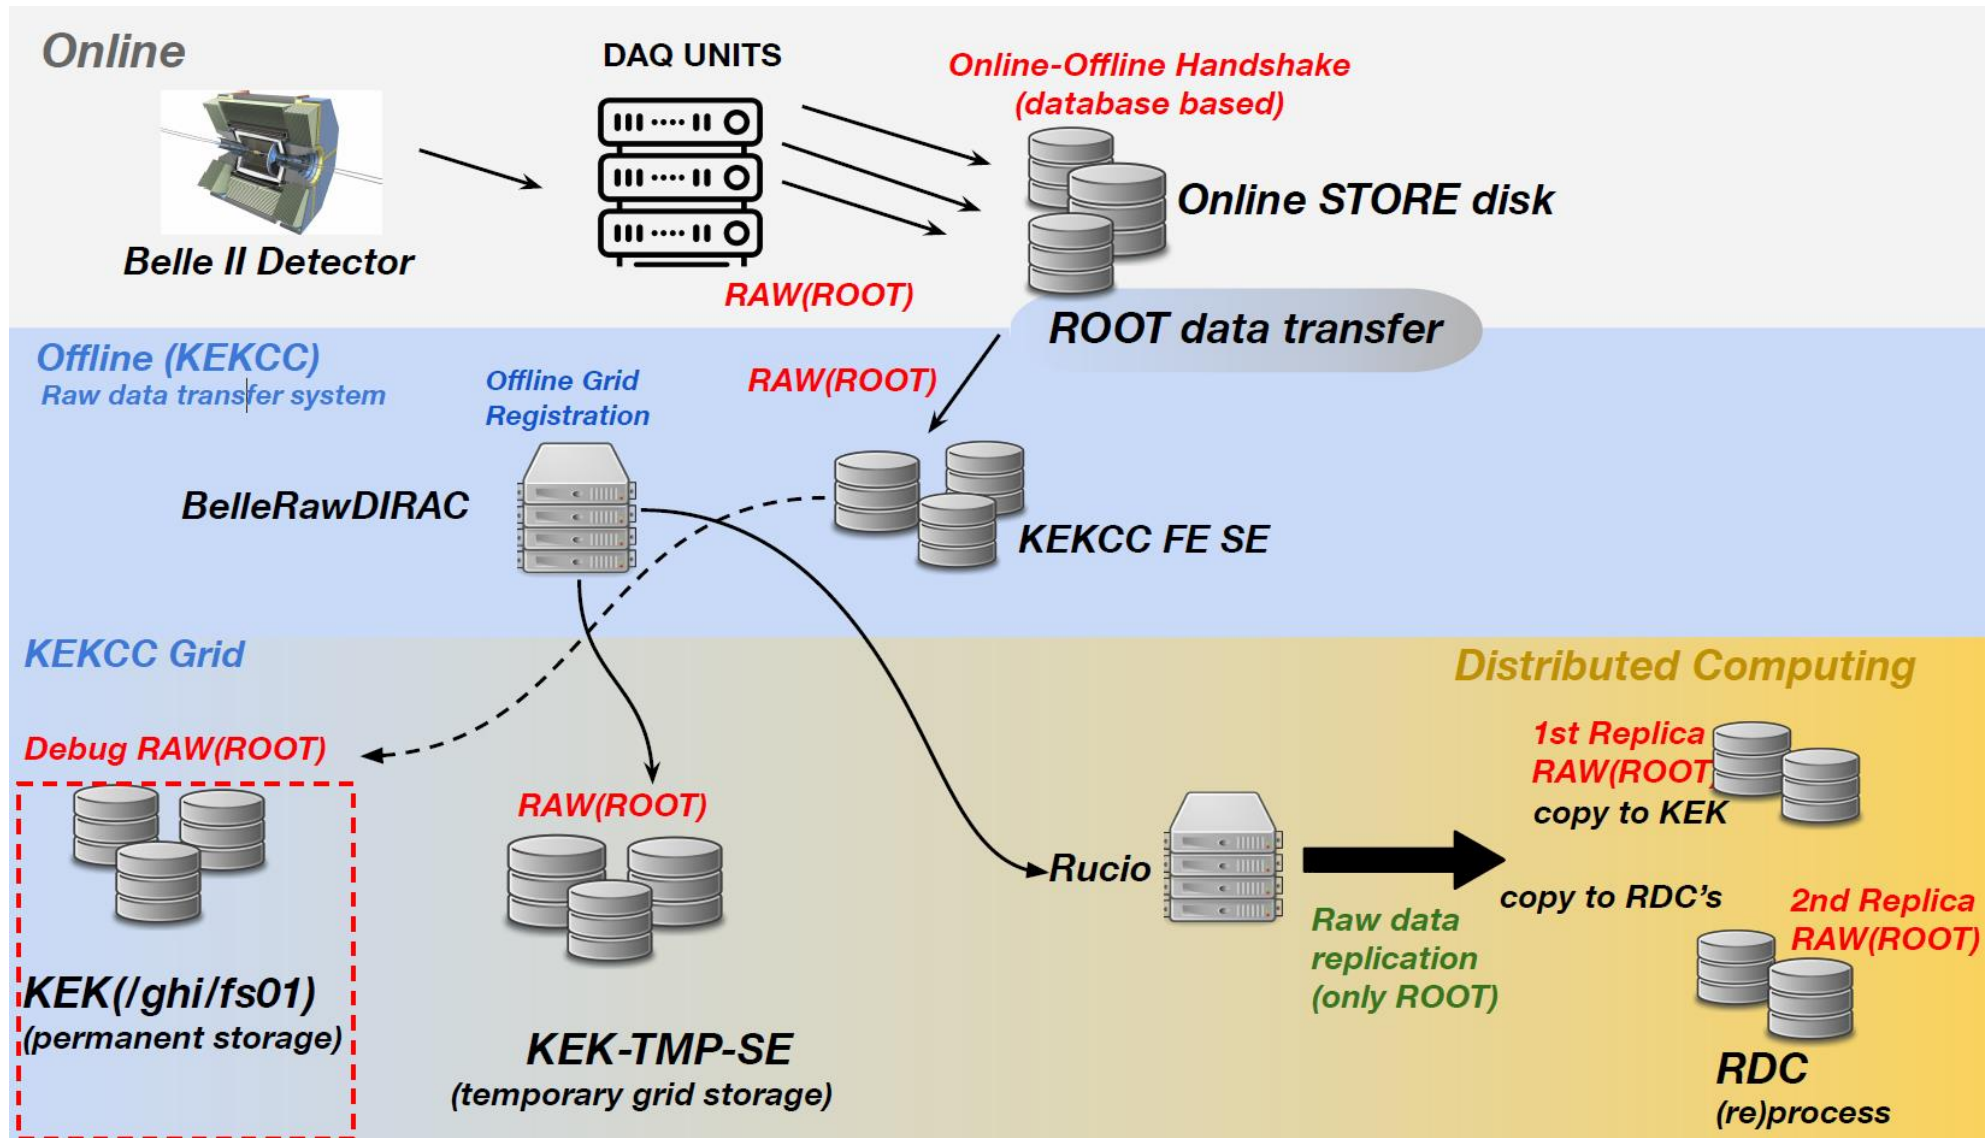 Online
DAQ UNITS
Online-Offline Handshake
(database based)
Online STORE disk
Belle II Detector
RAW(ROOT)
ROOT data transfer
Offline (KEKCC)
Raw data transfer system
Offline Grid
Registration
RAW(ROOT)
BelleRawDIRAC
KEKCC FE SE
KEKCC Grid
Distributed Computing
Debug RAW(ROOT)
RAW(ROOT)
1st Replica
RAW(ROOT)
copy to KEK
Rucio
copy to RDC's
2nd Replica
RAW(ROOT)
Raw data
replication
(only ROOT)
KEK(/ghi/fs01)
(permanent storage)
KEK-TMP-SE
(temporary grid storage)
RDC
(re)process